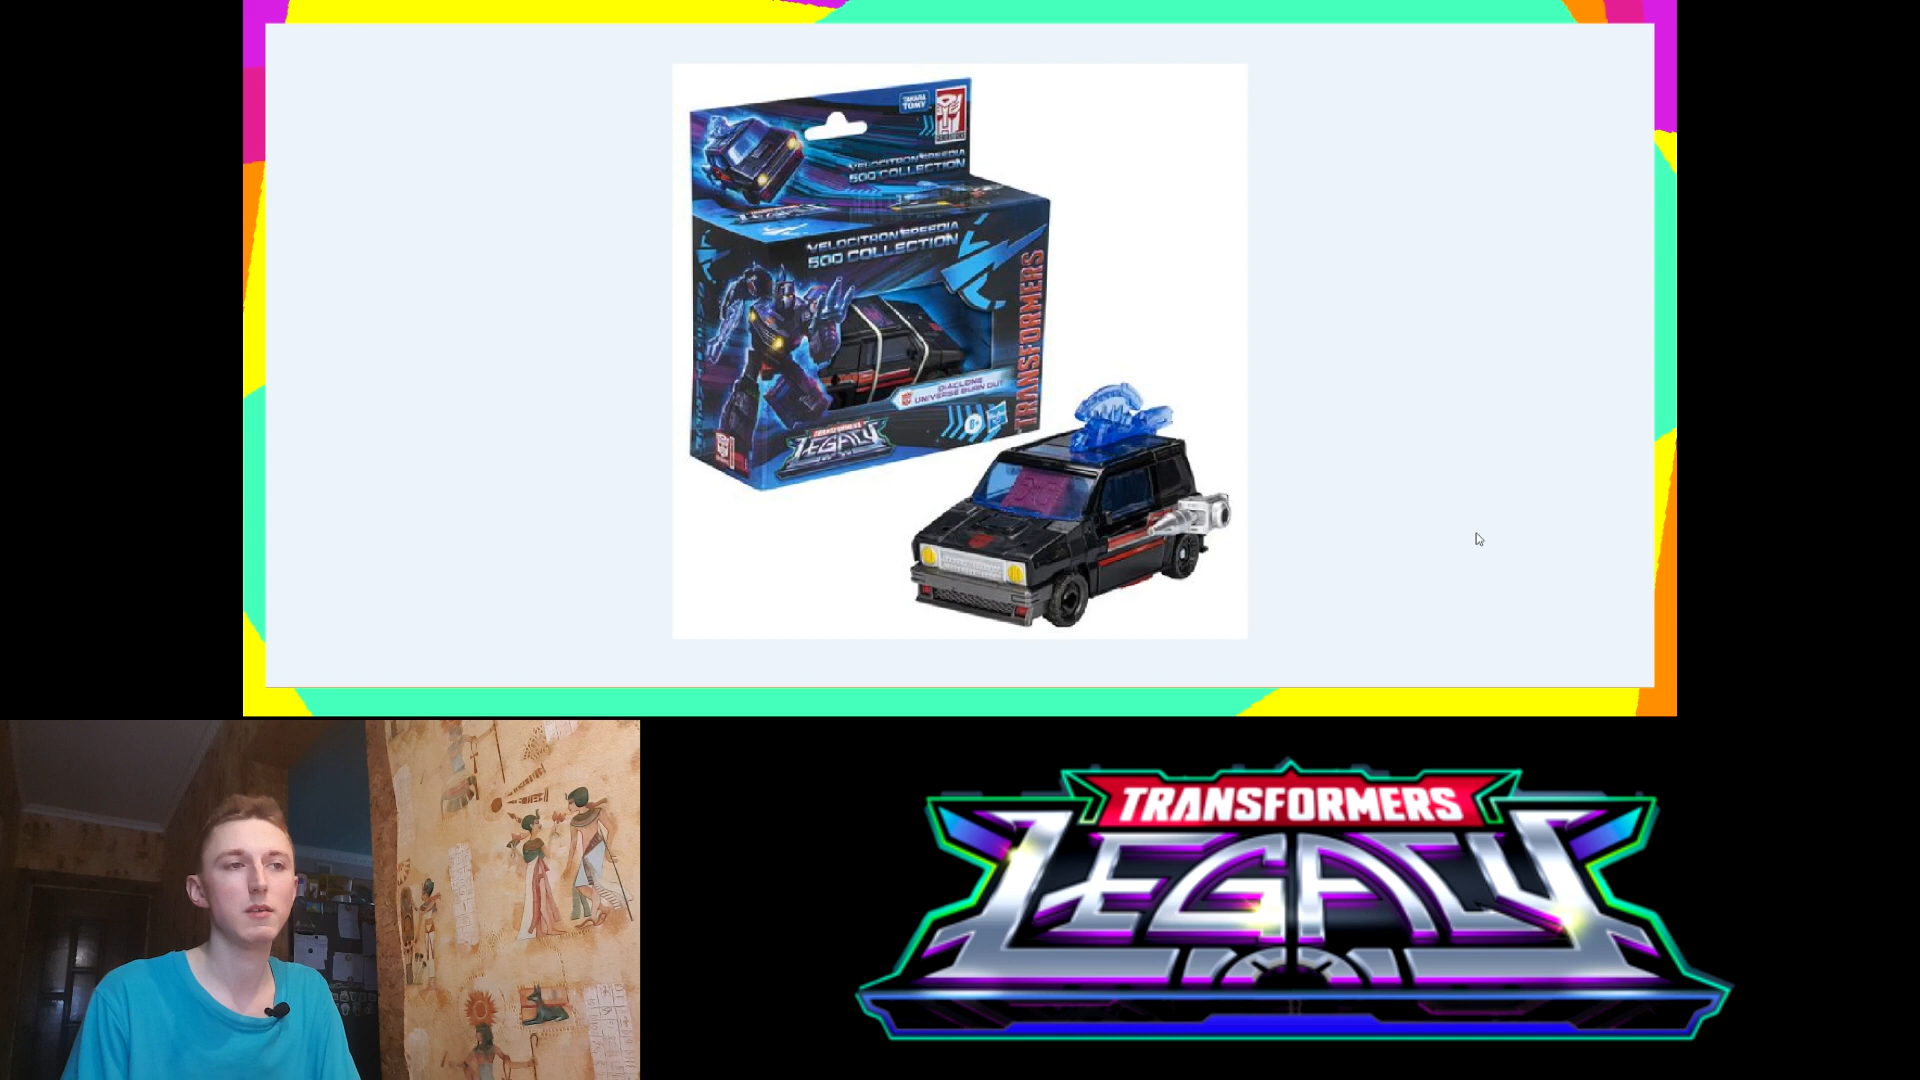 TAKARA
TOMY
VELOCITRON SPEEDIA
500 COLLECTION
VELOCITRON SPEEDIA
500 COLLECTION
TRANSFORMERS
DIACLONE
UNIVERSE BURN OUT
8+
TRANSFORMERS
LEGACY
TRANSFORMERS
LEGACY